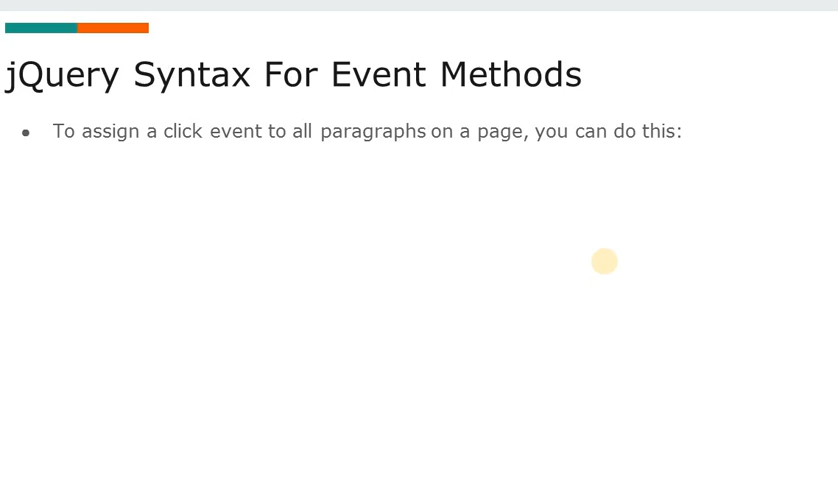 jQuery Syntax For Event Methods
● To assign a click event to all paragraphs on a page, you can do this: